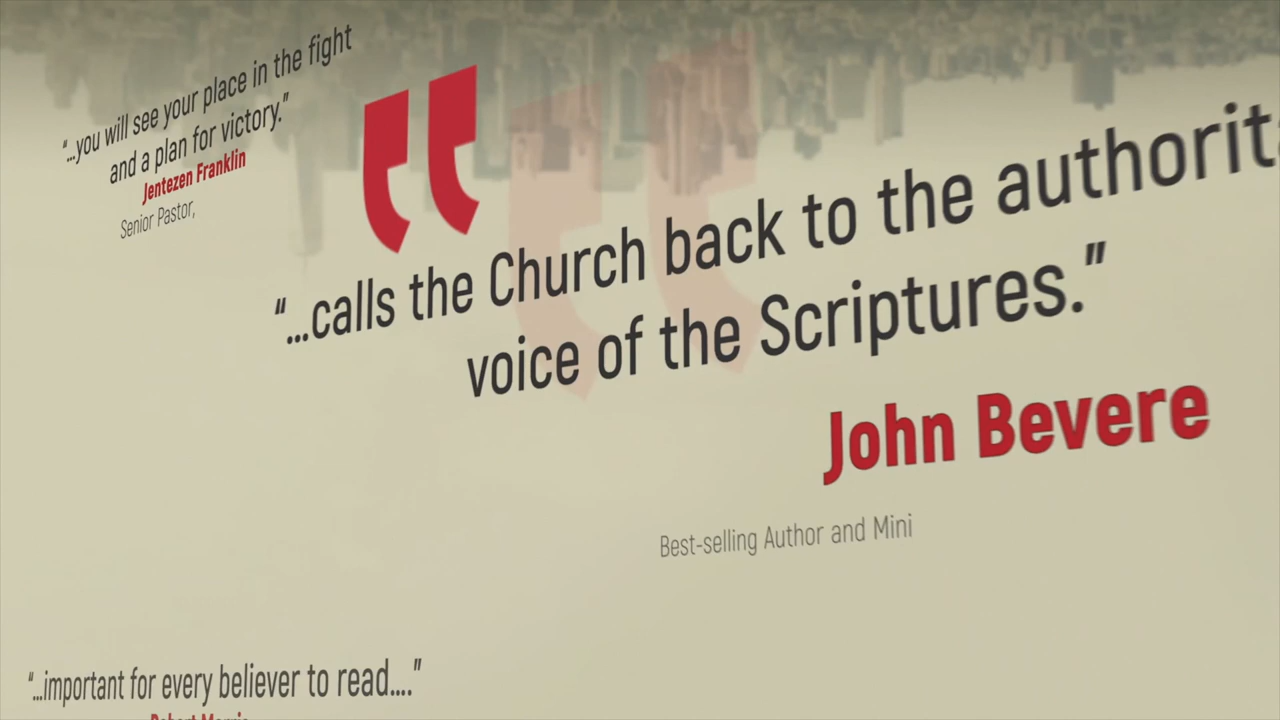 “...you will see your place in the fight
and a plan for victory.”
Jentezen Franklin
Senior Pastor,
“...calls the Church back to the authorit
voice of the Scriptures.”
John Bevere
Best-selling Author and Mini
“...important for every believer to read....”